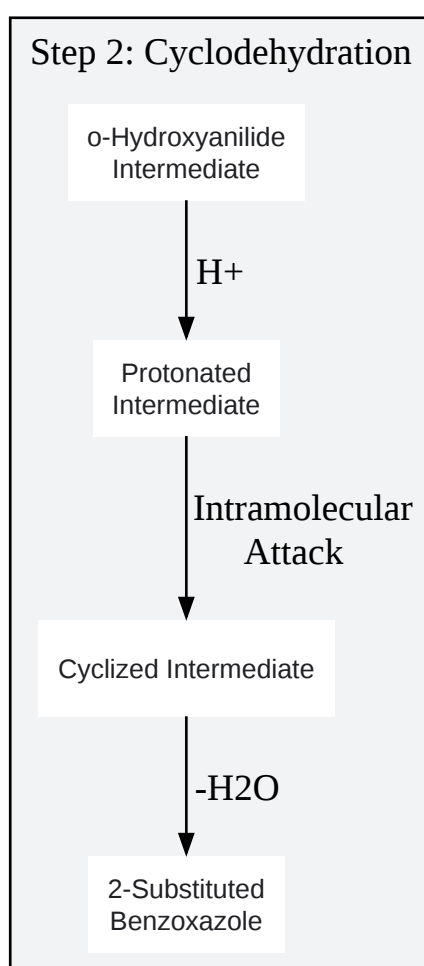 Step 2: Cyclodehydration
o-Hydroxyanilide
Intermediate
H+
Protonated
Intermediate
Intramolecular
Attack
Cyclized Intermediate
-H2O
2-Substituted
Benzoxazole